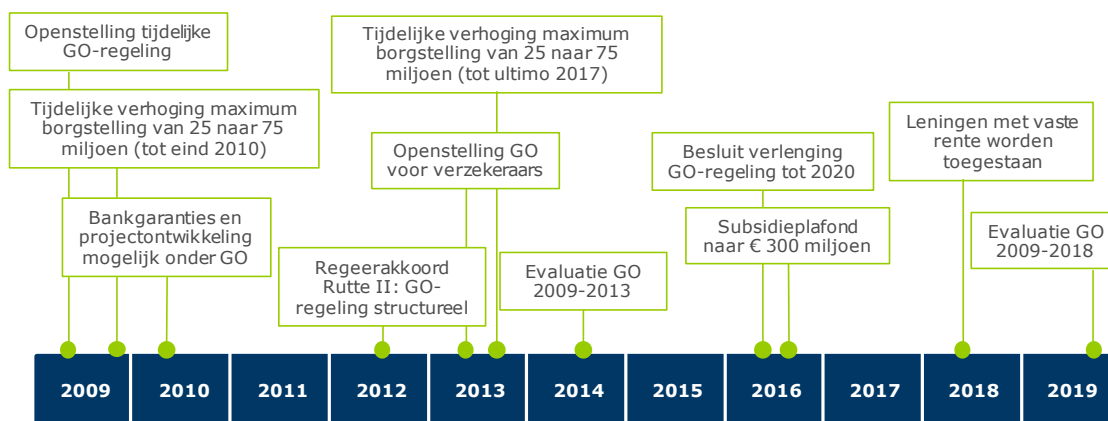 Openstelling tijdelijke
GO-regeling
Tijdelijke verhoging maximum
borgstelling van 25 naar 75
miljoen (tot eind 2010)
Bankgaranties en
projectontwikkeling
mogelijk onder GO
Regeerakkoord
Rutte II: GO-
regeling structureel
Tijdelijke verhoging maximum
borgstelling van 25 naar 75
miljoen (tot ultimo 2017)
Openstelling GO
voor verzekeraars
Evaluatie GO
2009-2013
Besluit verlenging
GO-regeling tot 2020
Subsidieplafond
naar € 300 miljoen
Leningen met vaste
rente worden
toegestaan
Evaluatie GO
2009-2018
2009 2010 2011 2012 2013 2014 2015 2016 2017 2018 2019